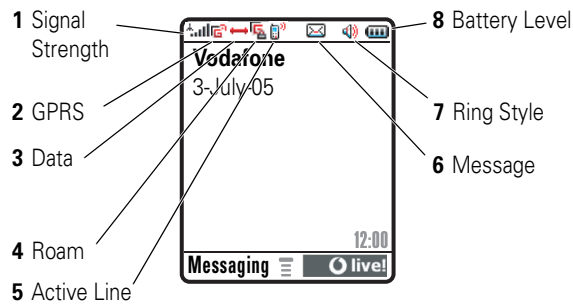 1 Signal
Strength
2 GPRS
3 Data
4 Roam
5 Active Line
8 Battery Level
7 Ring Style
6 Message
Vodafone
3-July-05
12:00
Messaging
live!